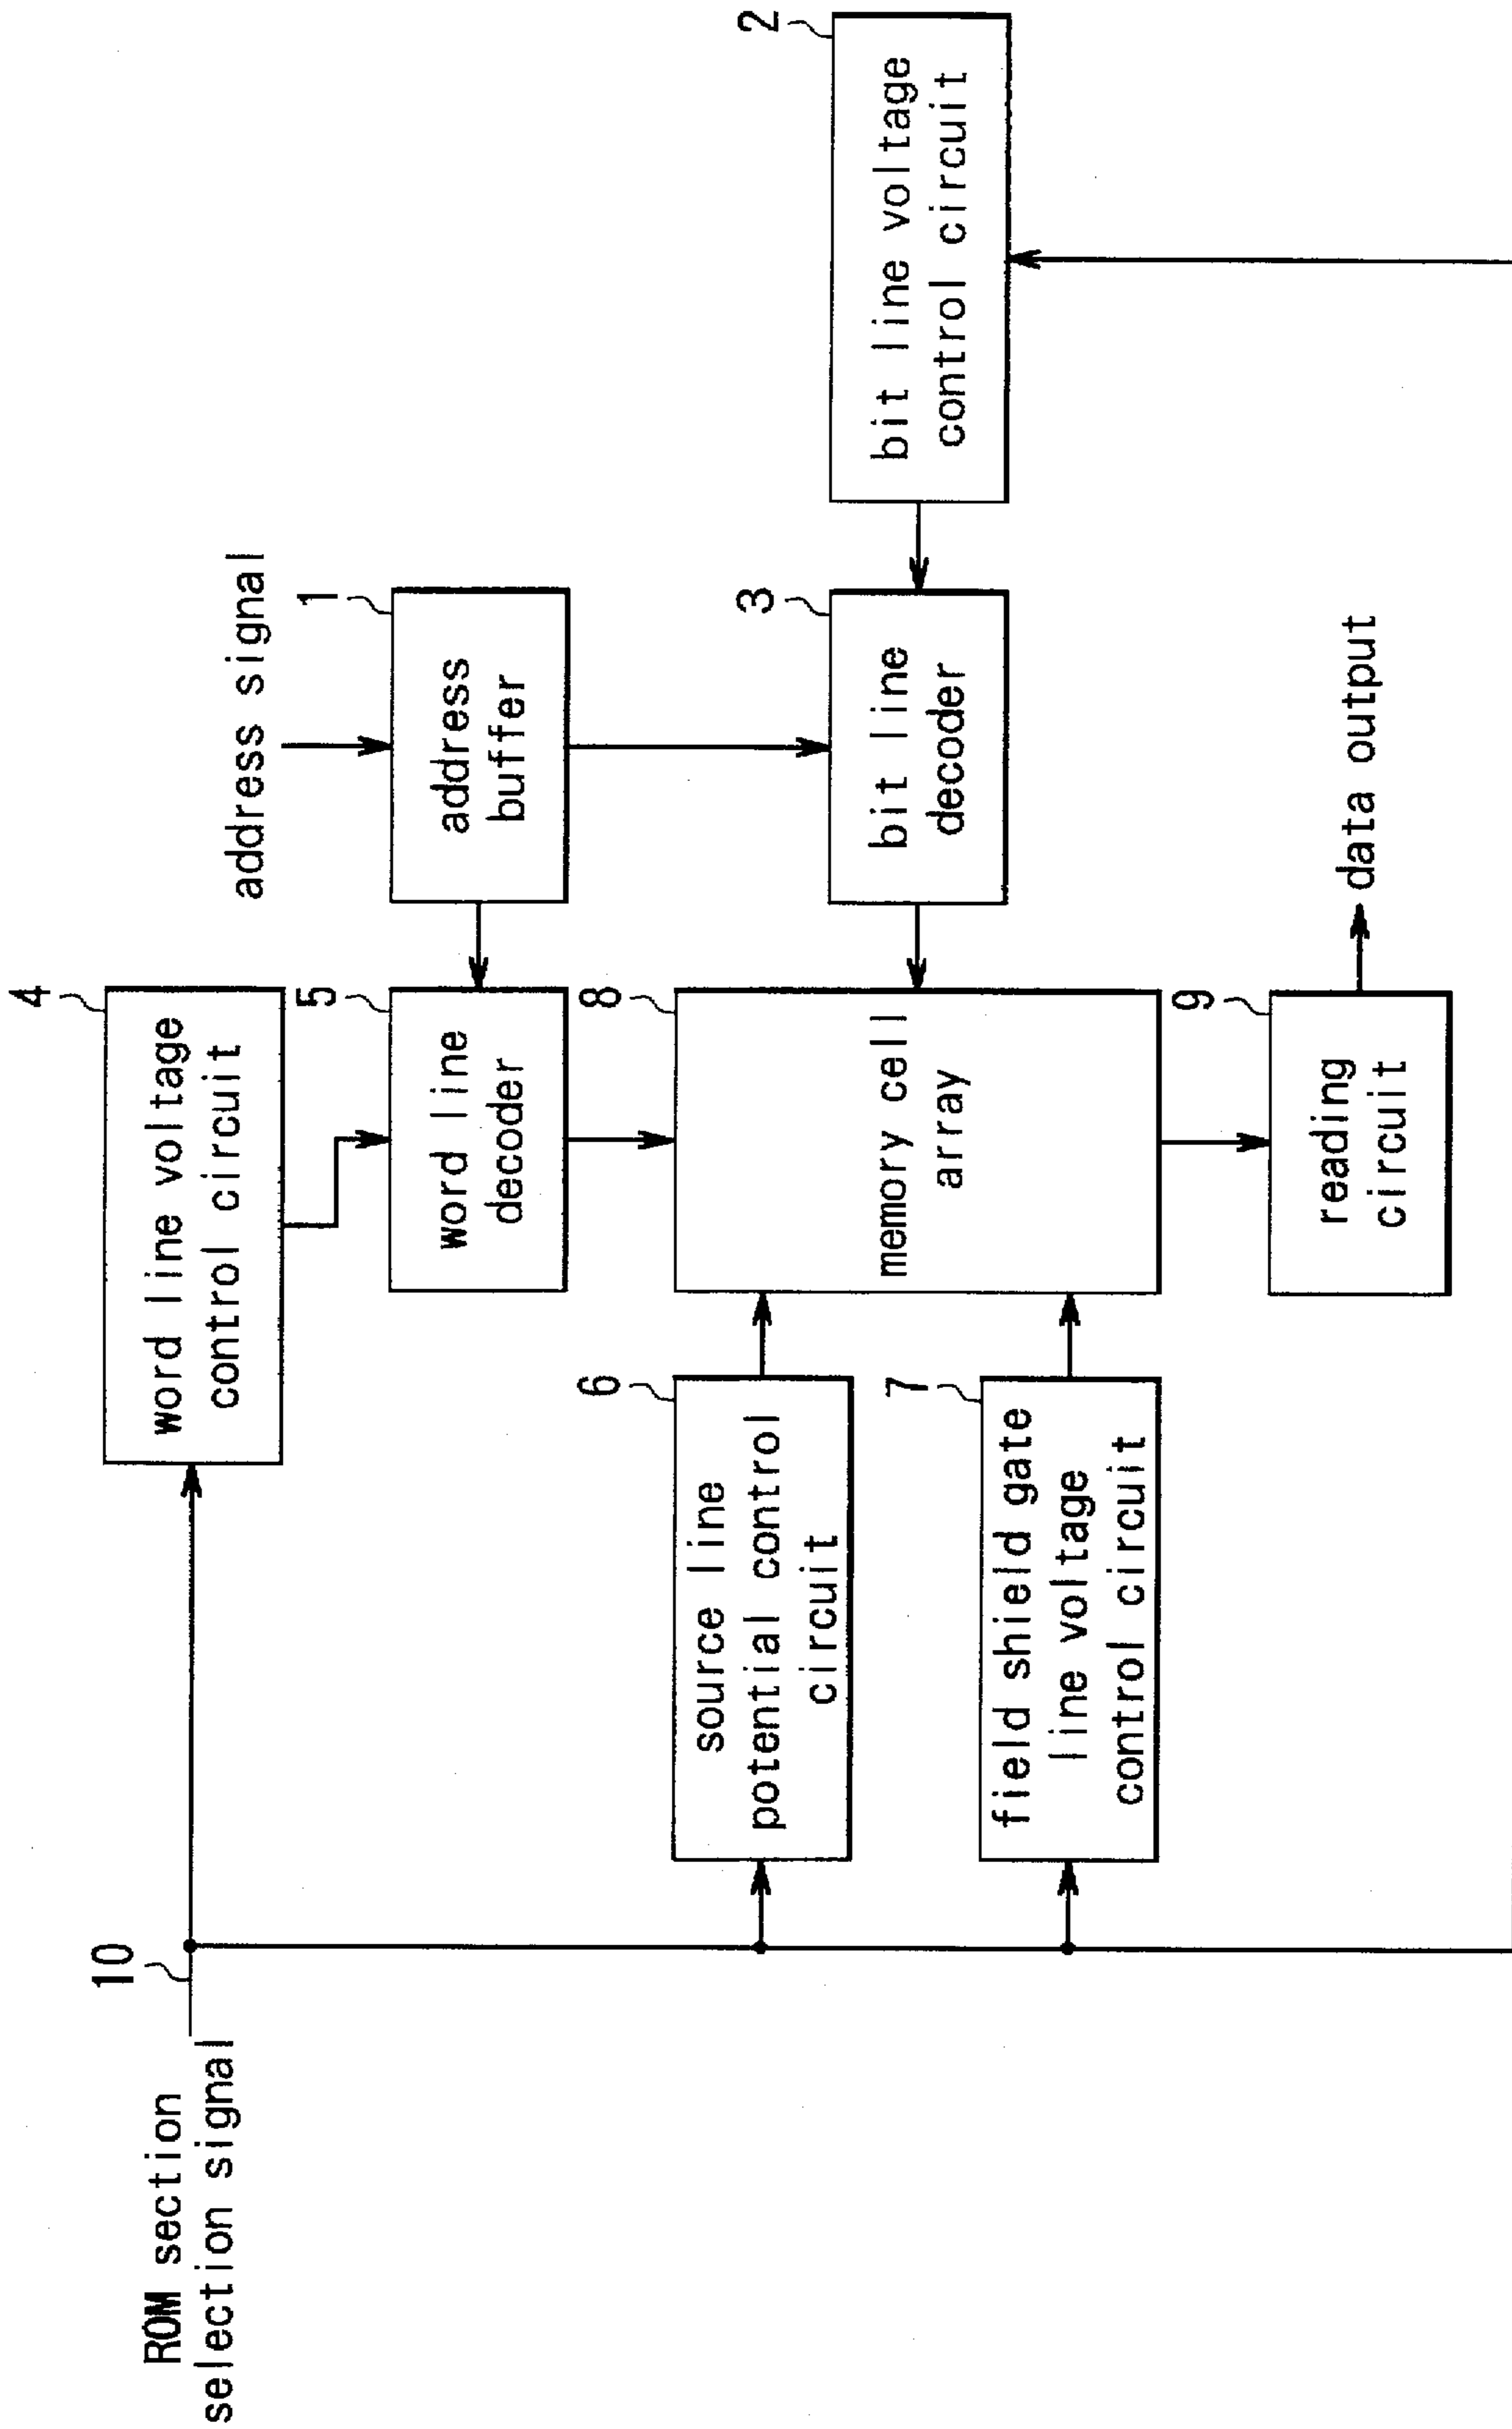 ROM section
selection signal
10
4
word line voltage
control circuit
address signal
5
word line
decoder
1
address
buffer
6
source line
potential control
circuit
8
memory cell
array
3
bit line
decoder
2
bit line voltage
control circuit
7
field shield gate
line voltage
control circuit
9
reading
circuit
data output